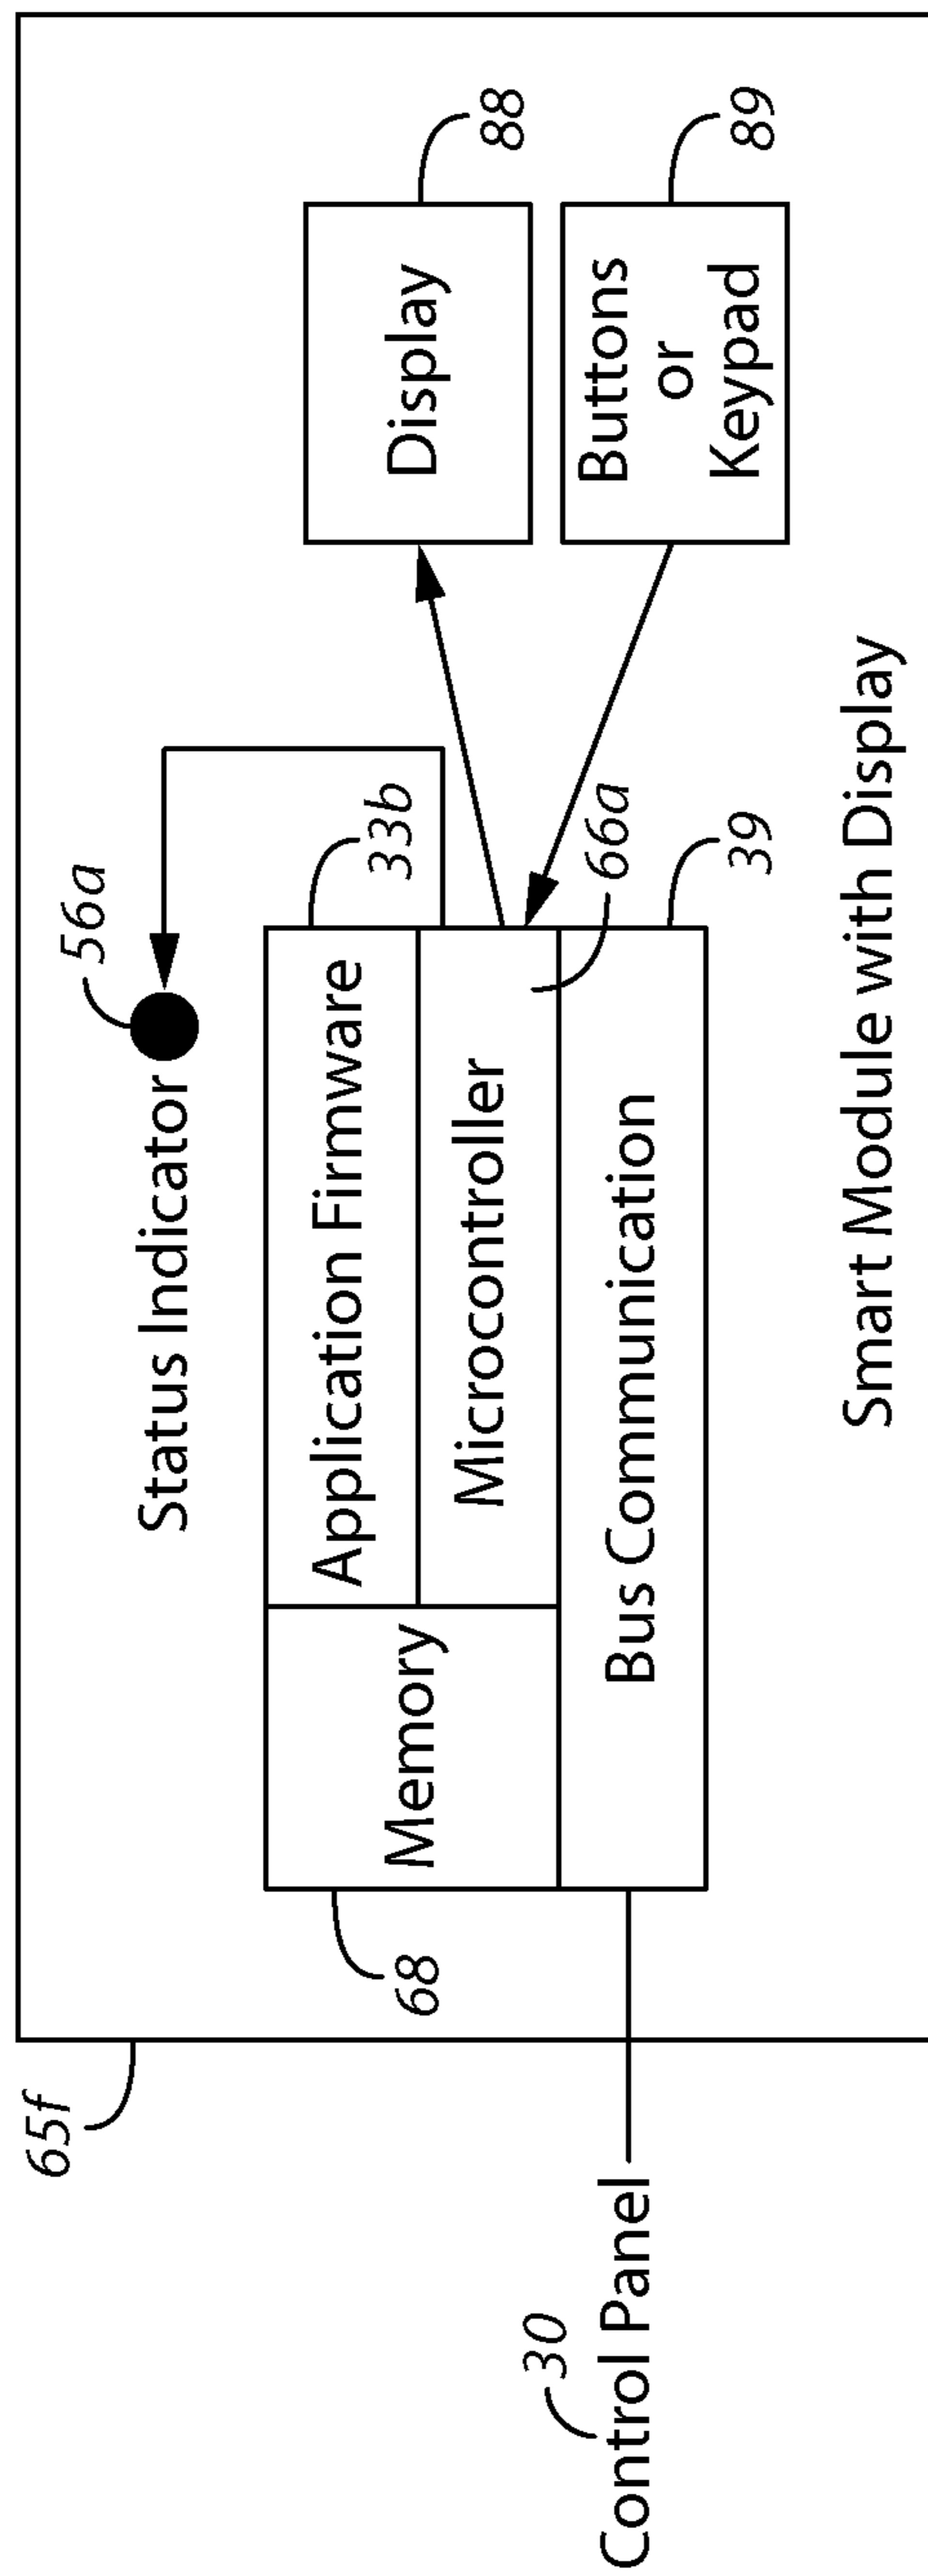 56a
Status Indicator
88
Display
33b
Application Firmware
Memory
68
Microcontroller
66a
Buttons
or
Keypad
89
Bus Communication
39
65f
30
Control Panel
Smart Module with Display